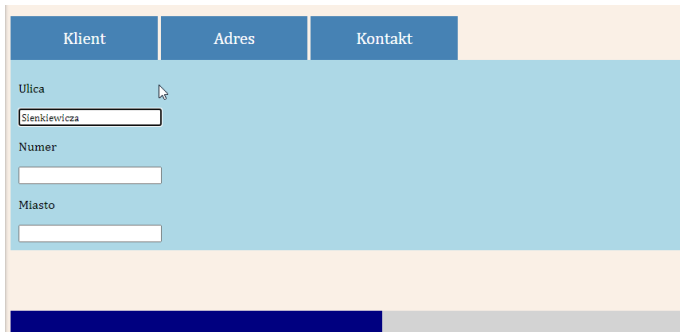 Klient Adres Kontakt
Ulica
Sienkiewicza
Numer
Miasto